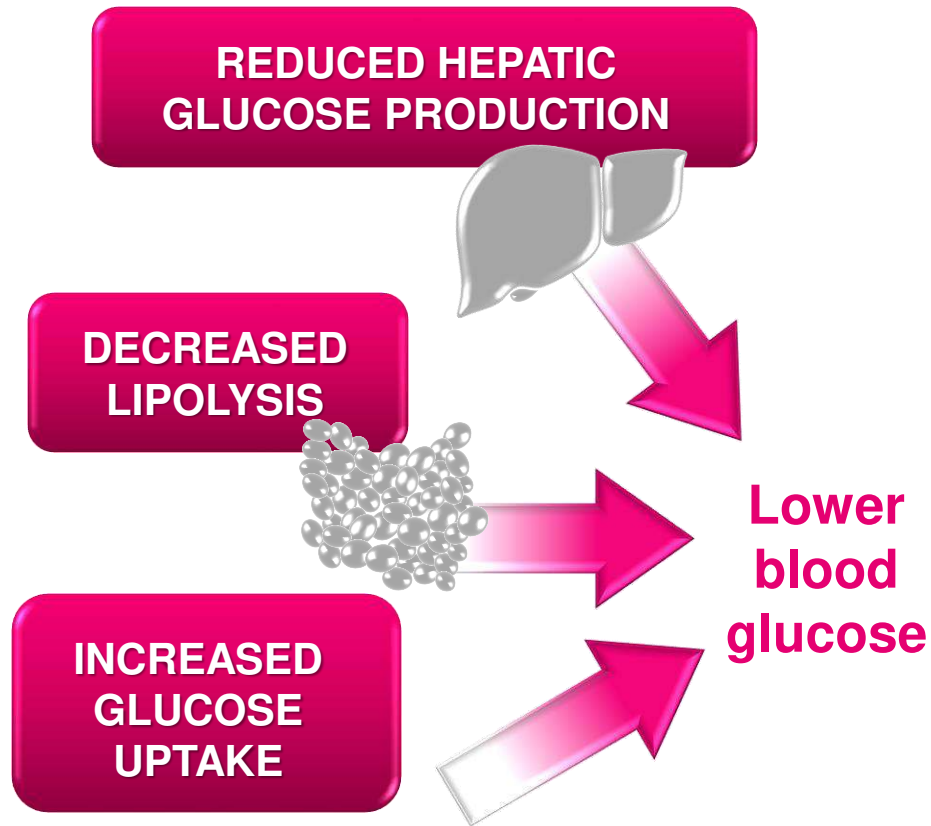 REDUCED HEPATIC
GLUCOSE PRODUCTION
DECREASED
LIPOLYSIS
INCREASED
GLUCOSE
UPTAKE
Lower
blood
glucose